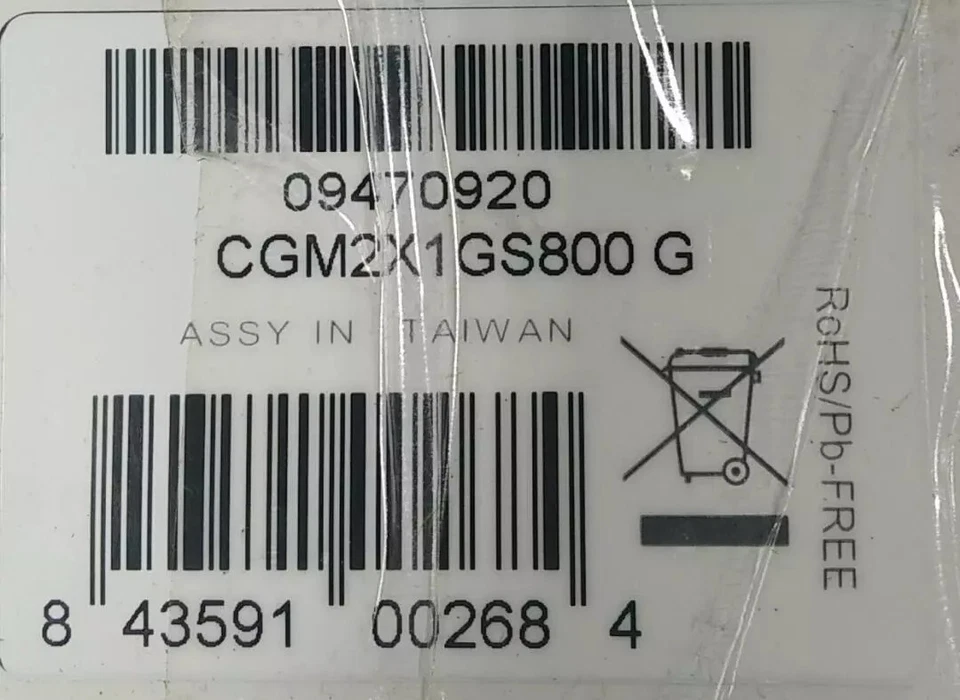 09470920
CGM2X1GS800 G
ASSY IN TAIWAN
RoHS/Pb-FREE
8 43591 00268 4